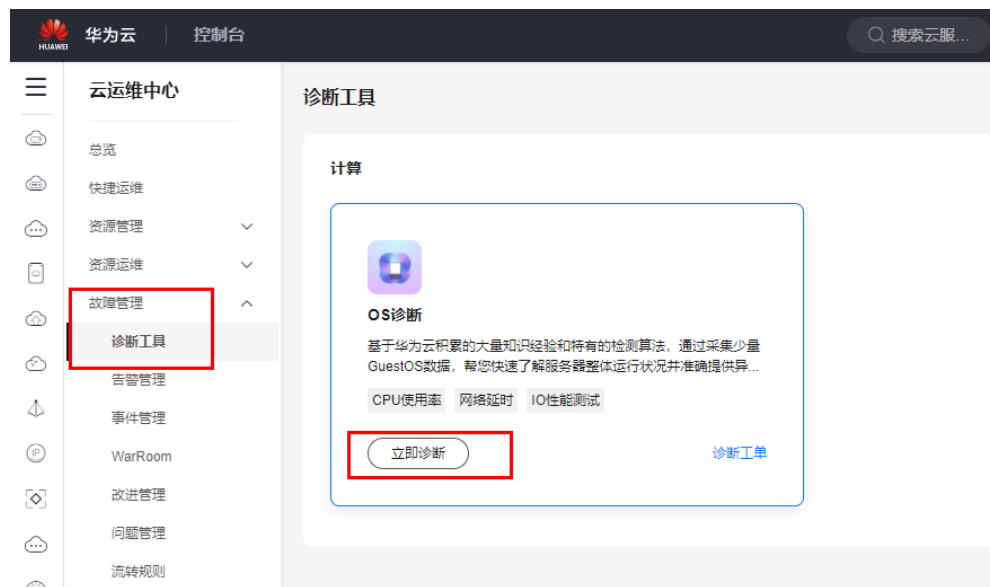 HUAWEI
华为云
控制台
搜索云服...
云运维中心
总览
快捷运维
资源管理
资源运维
故障管理
诊断工具
告警管理
事件管理
WarRoom
改进管理
问题管理
流转规则
诊断工具
计算
OS诊断
基于华为云积累的大量知识经验和特有的检测算法，通过采集少量
GuestOS数据，帮您快速了解服务器整体运行状况并准确提供异...
CPU使用率 网络延时 IO性能测试
立即诊断
诊断工单
IP